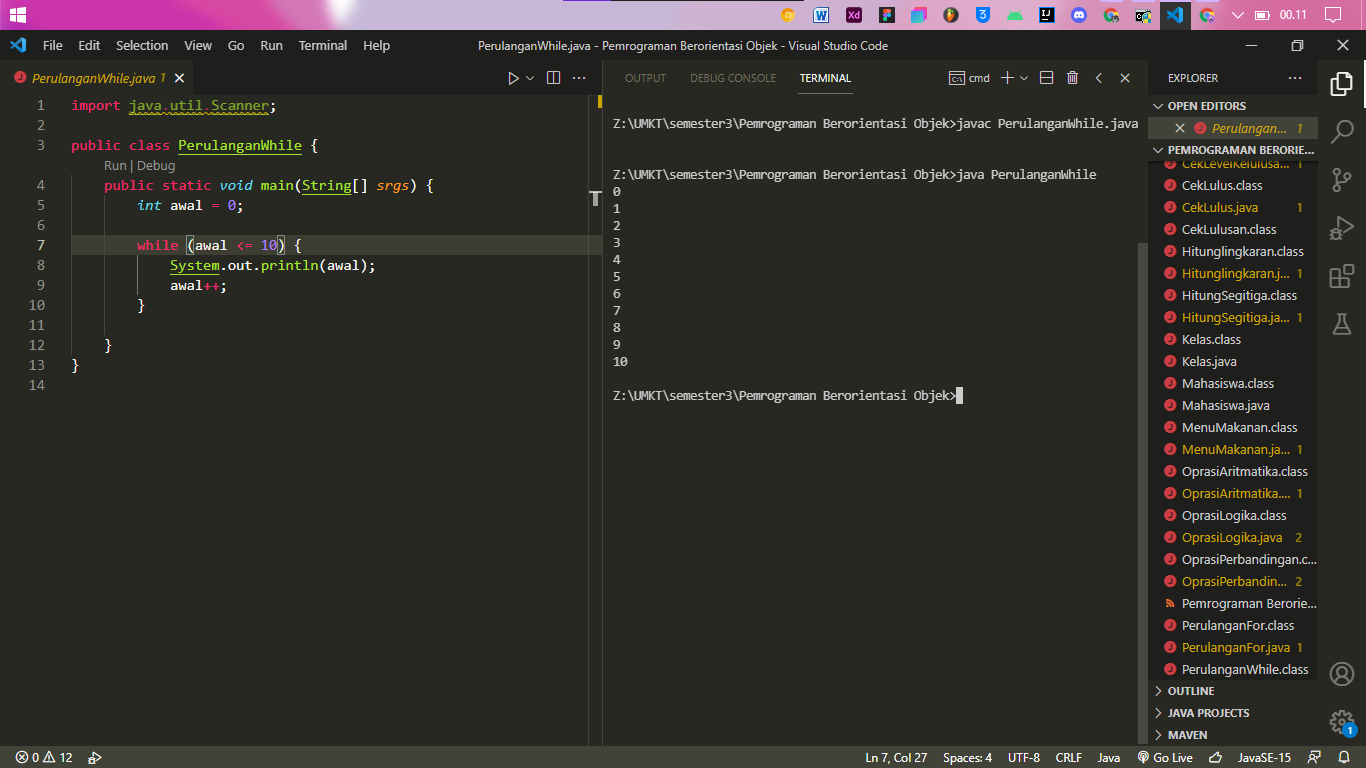 00.11
File Edit Selection View Go Run Terminal Help
PerulanganWhile.java - Pemrograman Berorientasi Objek - Visual Studio Code
PerulanganWhile.java 1
1 import java.util.Scanner;
2
3 public class PerulanganWhile {
Run | Debug
4 public static void main(String[] srgs) {
5 int awal = 0;
6
7 while (awal <= 10) {
8 System.out.println(awal);
9 awal++;
10 }
11
12 }
13 }
14
OUTPUT DEBUG CONSOLE TERMINAL
cmd
Z:\UMKT\semester3\Pemrograman Berorientasi Objek>javac PerulanganWhile.java
Z:\UMKT\semester3\Pemrograman Berorientasi Objek>java PerulanganWhile
0
1
2
3
4
5
6
7
8
9
10
Z:\UMKT\semester3\Pemrograman Berorientasi Objek>
EXPLORER
OPEN EDITORS
Perulangan... 1
PEMROGRAMAN BERORIE...
CekLevelKelulusa... 1
CekLulus.class
CekLulus.java 1
CekLulusan.class
Hitunglingkaran.class
Hitunglingkaran.j... 1
HitungSegitiga.class
HitungSegitiga.ja... 1
Kelas.class
Kelas.java
Mahasiswa.class
Mahasiswa.java
MenuMakanan.class
MenuMakanan.ja... 1
OprasiAritmatika.class
OprasiAritmatika.... 1
OprasiLogika.class
OprasiLogika.java 2
OprasiPerbandingan.c...
OprasiPerbandin... 2
Pemrograman Berorie...
PerulanganFor.class
PerulanganFor.java 1
PerulanganWhile.class
OUTLINE
JAVA PROJECTS
MAVEN
1
0 12
Ln 7, Col 27 Spaces: 4 UTF-8 CRLF Java Go Live JavaSE-15